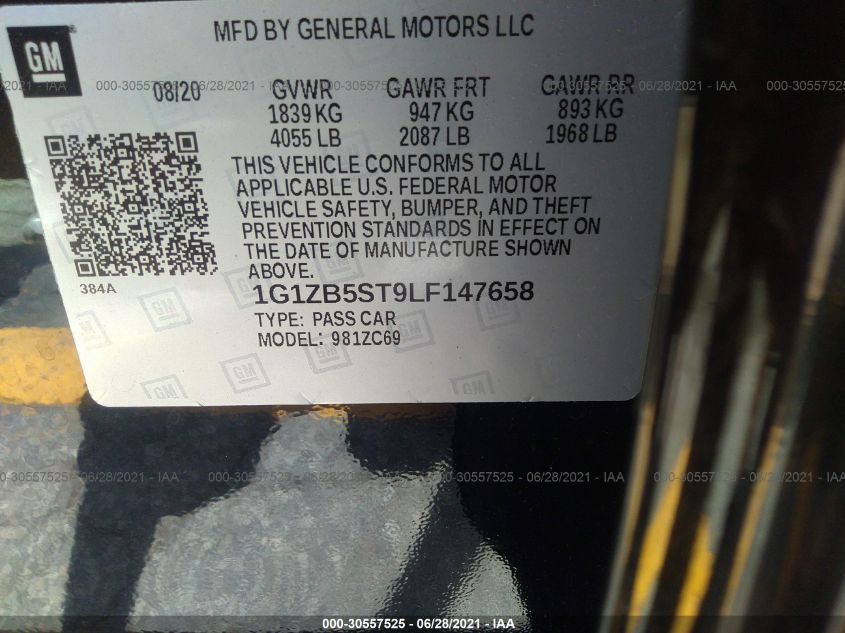 GM
MFD BY GENERAL MOTORS LLC
08/20 GVWR GAWR FRT GAWR RR
1839 KG 947 KG 893 KG
4055 LB 2087 LB 1968 LB
THIS VEHICLE CONFORMS TO ALL
APPLICABLE U.S. FEDERAL MOTOR
VEHICLE SAFETY, BUMPER, AND THEFT
PREVENTION STANDARDS IN EFFECT ON
THE DATE OF MANUFACTURE SHOWN
ABOVE.
384A
1G1ZB5ST9LF147658
TYPE: PASS CAR
MODEL: 981ZC69
000-30557525 - 06/28/2021 - IAA